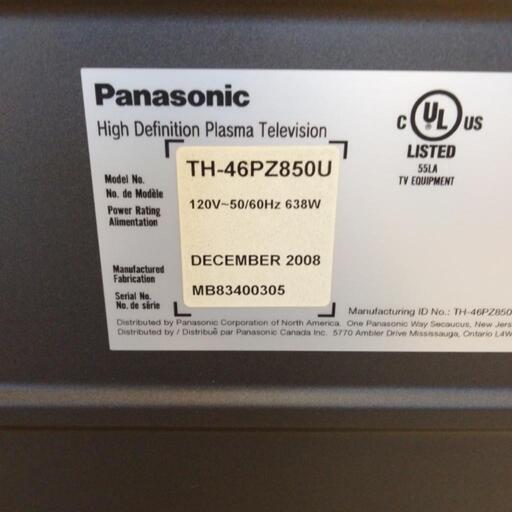 Panasonic
High Definition Plasma Television
Model No. TH-46PZ850U
No. de Modèle
Power Rating 120V~50/60Hz 638W
Alimentation
Manufactured DECEMBER 2008
Fabrication
Serial No. MB83400305
No. de série
C UL US
LISTED
55LA
TV EQUIPMENT
Manufacturing ID No.: TH-46PZ850
Distributed by Panasonic Corporation of North America. One Panasonic Way Secaucus, New Jers
Distributed by / Distribué par Panasonic Canada Inc. 5770 Ambler Drive Mississauga, Ontario L4W